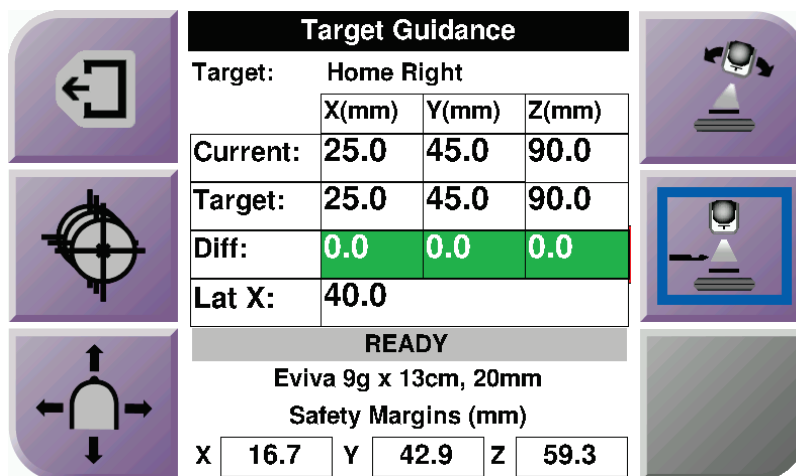 Target Guidance
Target: Home Right
X(mm) Y(mm) Z(mm)
Current: 25.0 45.0 90.0
Target: 25.0 45.0 90.0
Diff: 0.0 0.0 0.0
Lat X: 40.0
READY
Eviva 9g x 13cm, 20mm
Safety Margins (mm)
X 16.7 Y 42.9 Z 59.3